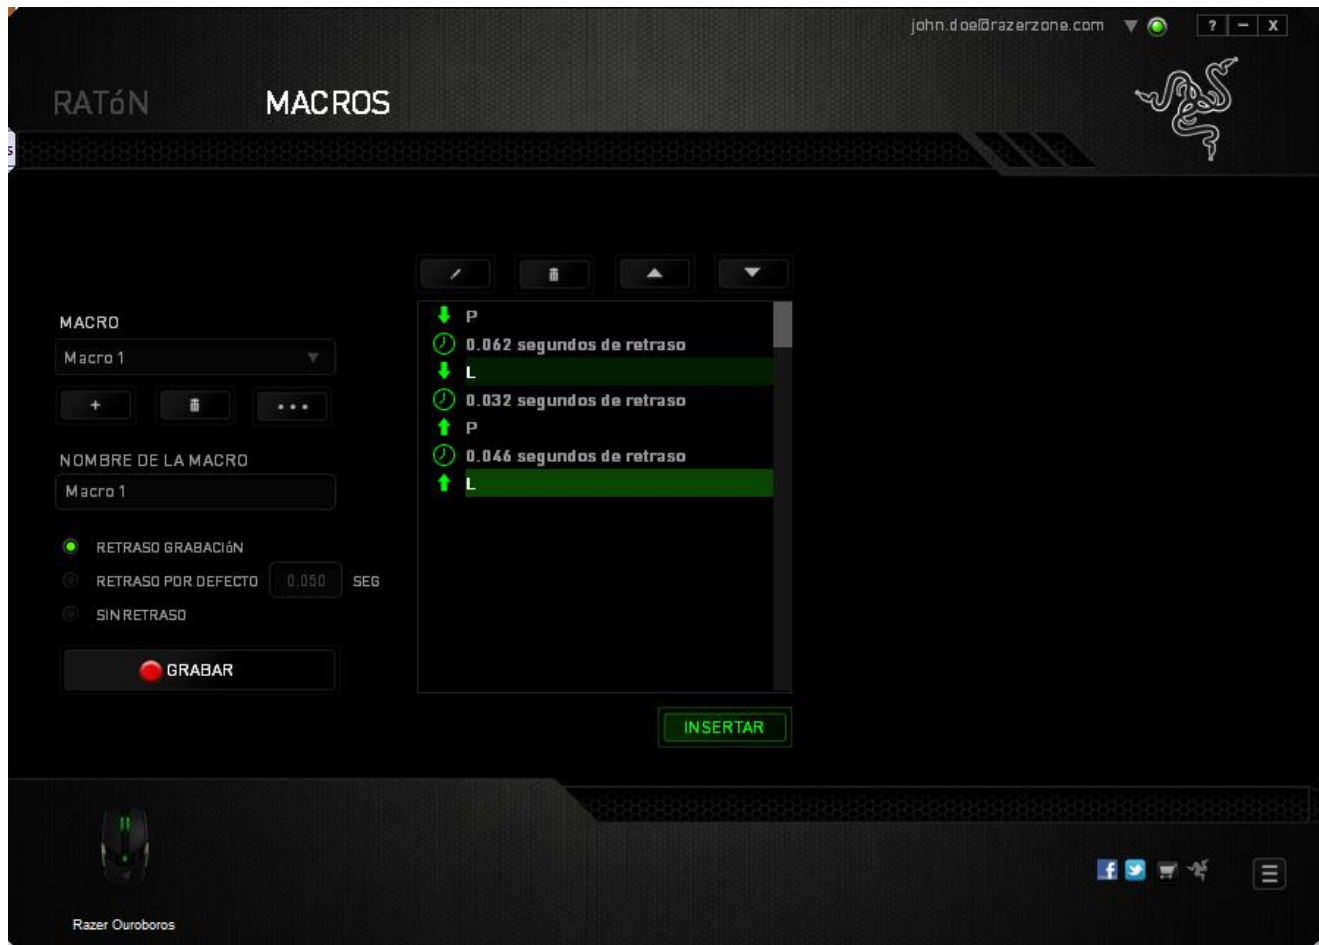 john.doe@razerzone.com
? – X
RATóN MACROS
s
MACRO
Macro 1
+
NOMBRE DE LA MACRO
Macro 1
RETRASO GRABACIóN
RETRASO POR DEFECTO 0.050 SEG
SIN RETRASO
GRABAR
P
0.062 segundos de retraso
L
0.032 segundos de retraso
P
0.046 segundos de retraso
L
INSERTAR
Razer Ouroboros